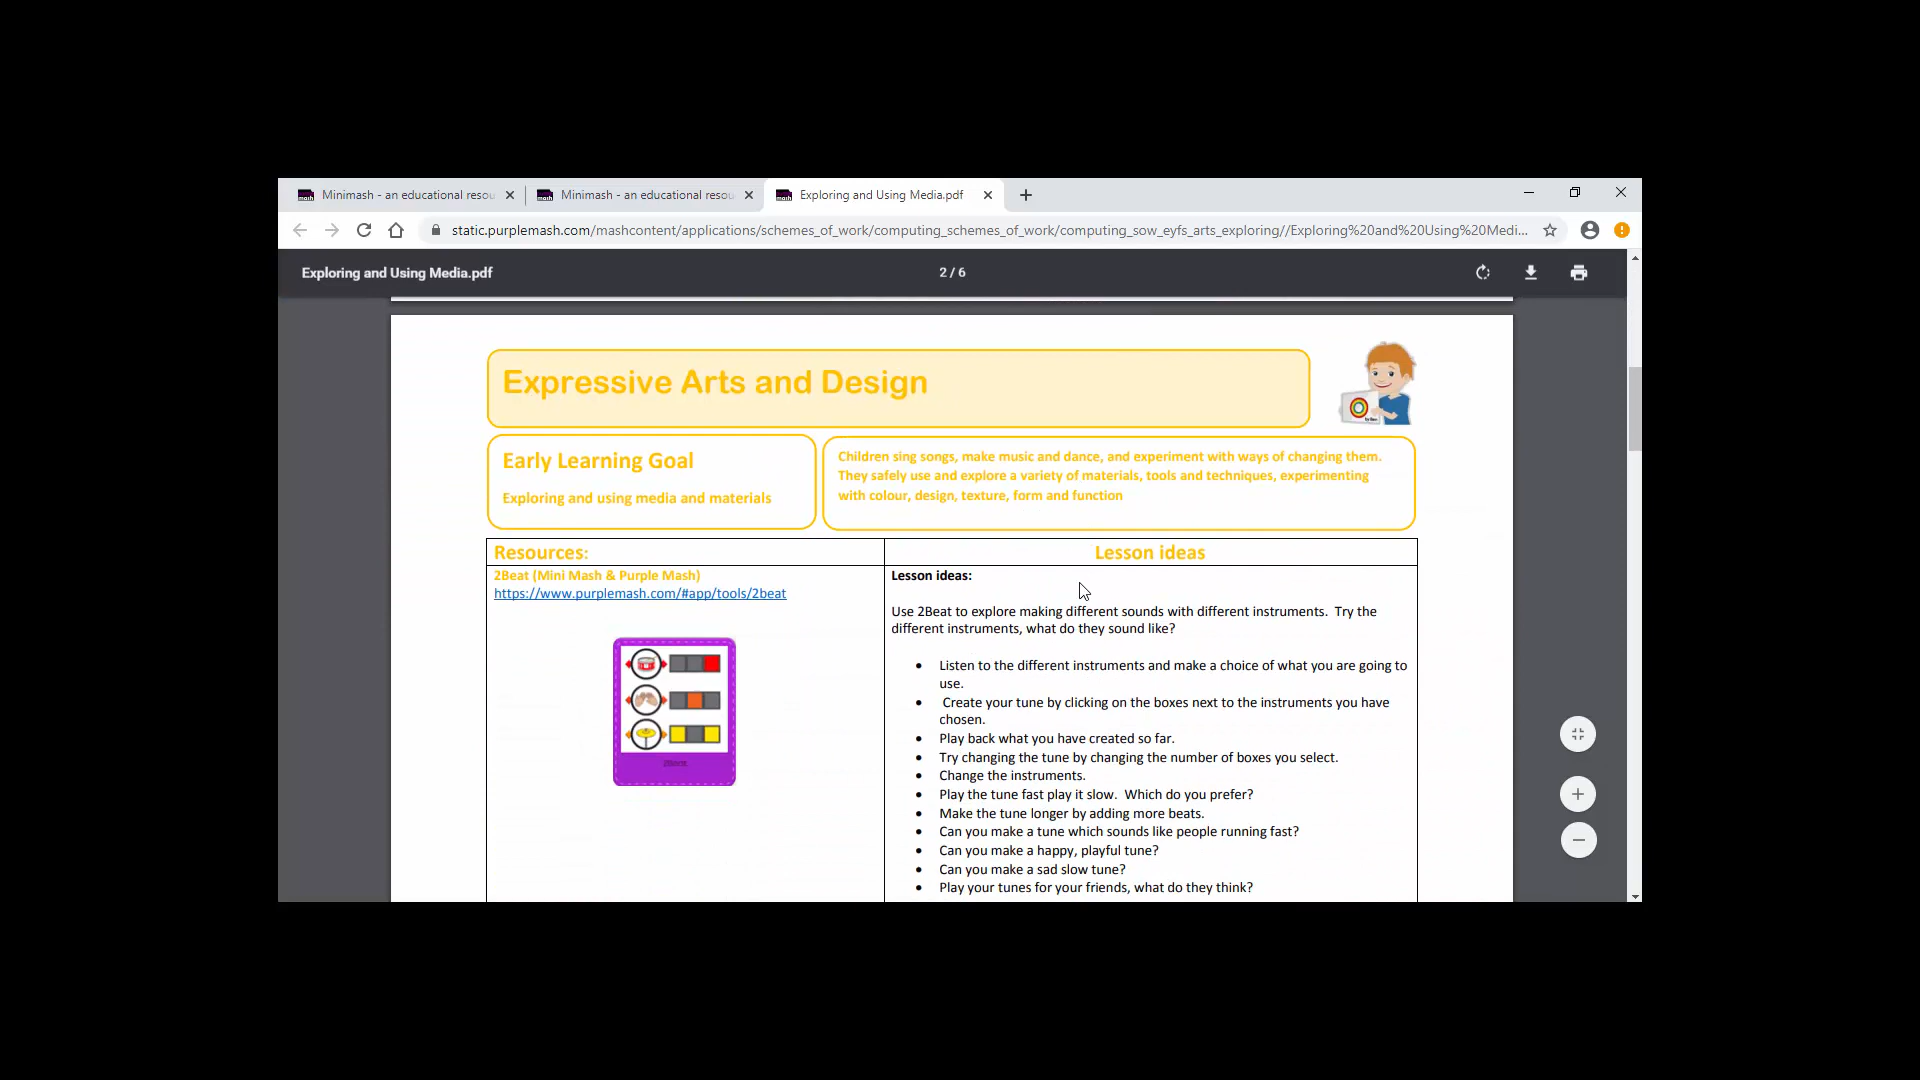 Minimash - an educational resou
Minimash - an educational resou
Exploring and Using Media.pdf
static.purplemash.com/mashcontent/applications/schemes_of_work/computing_schemes_of_work/computing_sow_eyfs_arts_exploring//Exploring%20and%20Using%20Medi...
Exploring and Using Media.pdf
2 / 6
Expressive Arts and Design
Early Learning Goal
Exploring and using media and materials
Children sing songs, make music and dance, and experiment with ways of changing them.
They safely use and explore a variety of materials, tools and techniques, experimenting
with colour, design, texture, form and function
Resources:
Lesson ideas
2Beat (Mini Mash & Purple Mash)
https://www.purplemash.com/#app/tools/2beat
Lesson ideas:
Use 2Beat to explore making different sounds with different instruments. Try the
different instruments, what do they sound like?
• Listen to the different instruments and make a choice of what you are going to
use.
• Create your tune by clicking on the boxes next to the instruments you have
chosen.
• Play back what you have created so far.
• Try changing the tune by changing the number of boxes you select.
• Change the instruments.
• Play the tune fast play it slow. Which do you prefer?
• Make the tune longer by adding more beats.
• Can you make a tune which sounds like people running fast?
• Can you make a happy, playful tune?
• Can you make a sad slow tune?
• Play your tunes for your friends, what do they think?